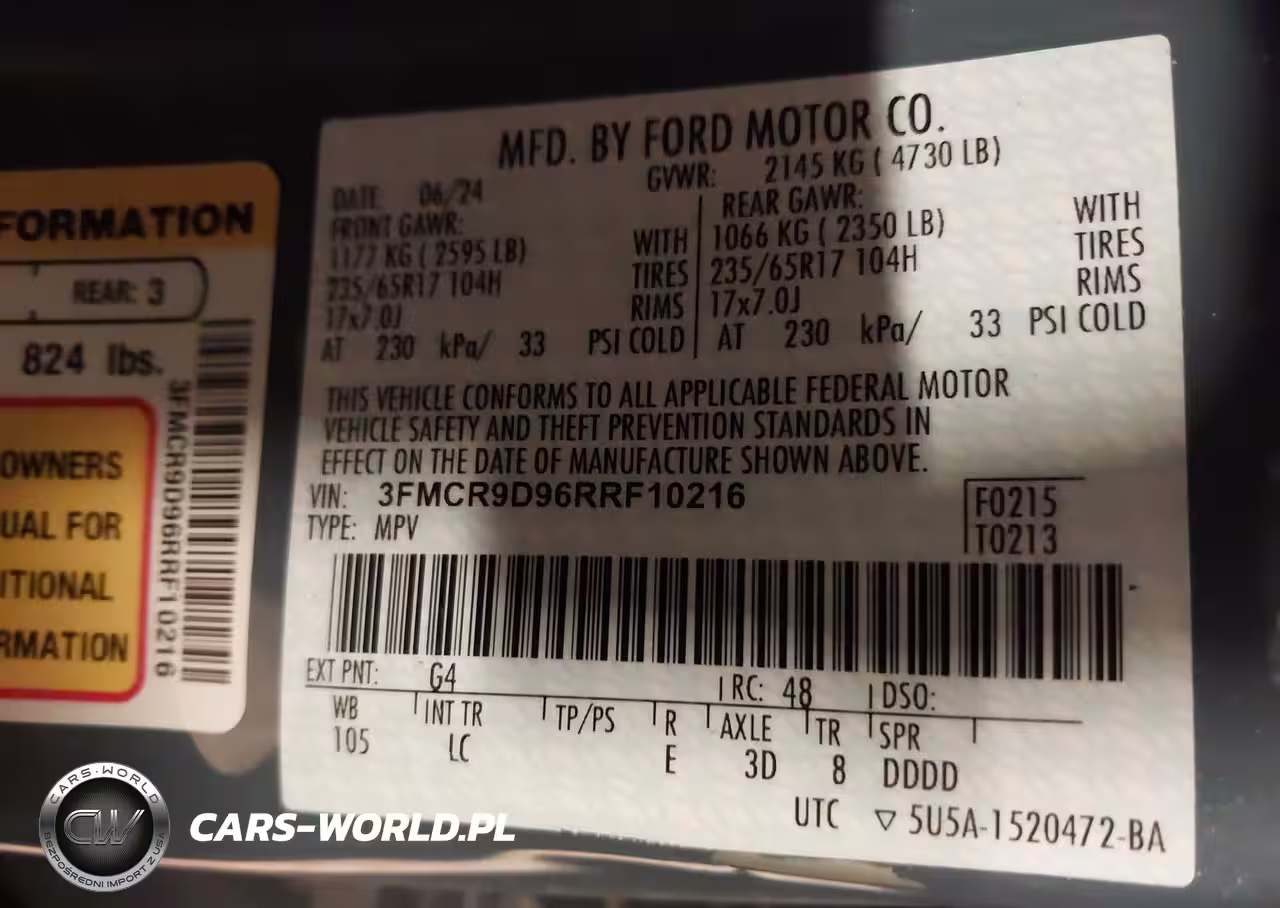 FORMATION
REAR: 3
824 lbs.
OWNERS
UAL FOR
ITIONAL
RMATION
3FMCR9D96RRF10216
MFD. BY FORD MOTOR CO.
DATE: 06/24 GVWR: 2145 KG ( 4730 LB)
FRONT GAWR: REAR GAWR:
1177 KG ( 2595 LB) WITH 1066 KG ( 2350 LB) WITH
235/65R17 104H TIRES 235/65R17 104H TIRES
17x7.0J RIMS 17x7.0J RIMS
AT 230 kPa/ 33 PSI COLD AT 230 kPa/ 33 PSI COLD
THIS VEHICLE CONFORMS TO ALL APPLICABLE FEDERAL MOTOR
VEHICLE SAFETY AND THEFT PREVENTION STANDARDS IN
EFFECT ON THE DATE OF MANUFACTURE SHOWN ABOVE.
VIN: 3FMCR9D96RRF10216 F0215
TYPE: MPV T0213
EXT PNT: G4 RC: 48 DSO:
WB INT TR TP/PS R AXLE TR SPR
105 LC E 3D 8 DDDD
UTC ▽ 5U5A-1520472-BA
CARS-WORLD
CW
BEZPOŚREDNI IMPORT Z USA
CARS-WORLD.PL